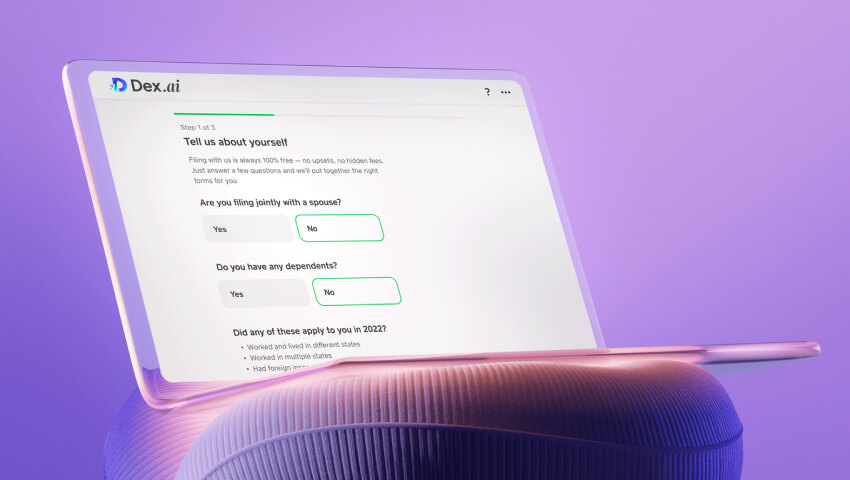 Dex.ai
?
Step 1 of 3
Tell us about yourself
Filing with us is always 100% free — no upsells, no hidden fees.
Just answer a few questions and we'll put together the right
forms for you
Are you filing jointly with a spouse?
Yes
No
Do you have any dependents?
Yes
No
Did any of these apply to you in 2022?
• Worked and lived in different states
• Worked in multiple states
• Had foreign